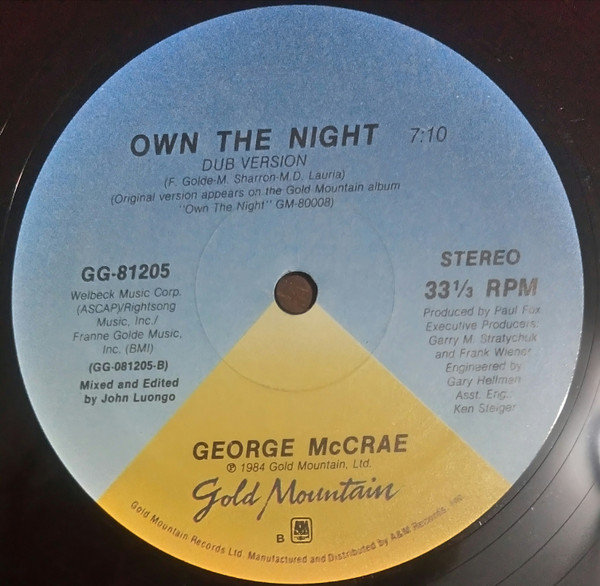 OWN THE NIGHT 7:10
DUB VERSION
(F. Golde-M. Sharron-M.D. Lauria)
(Original version appears on the Gold Mountain album
"Own The Night" GM-80008)
GG-81205
Welbeck Music Corp.
(ASCAP)/Rightsong
Music, Inc./
Franne Golde Music,
Inc. (BMI)
(GG-081205-B)
Mixed and Edited
by John Luongo
STEREO
33 1/3 RPM
Produced by Paul Fox
Executive Producers
Garry M. Stratychuk
and Frank Wiener
Engineered by
Gary Hellman
Asst. Eng.
Ken Steiger
GEORGE McCRAE
℗ 1984 Gold Mountain, Ltd.
Gold Mountain
B A&M
Gold Mountain Records Ltd. Manufactured and Distributed by A&M Records, Inc.